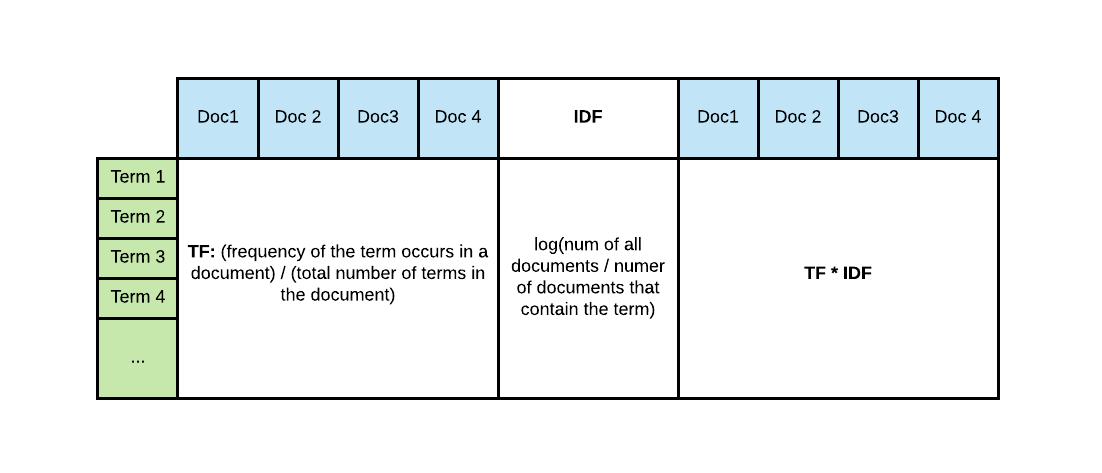 Doc1 Doc 2 Doc3 Doc 4 IDF Doc1 Doc 2 Doc3 Doc 4
Term 1
Term 2
Term 3
Term 4
...
TF: (frequency of the term occurs in a
document) / (total number of terms in
the document)
log(num of all
documents / numer
of documents that
contain the term)
TF * IDF